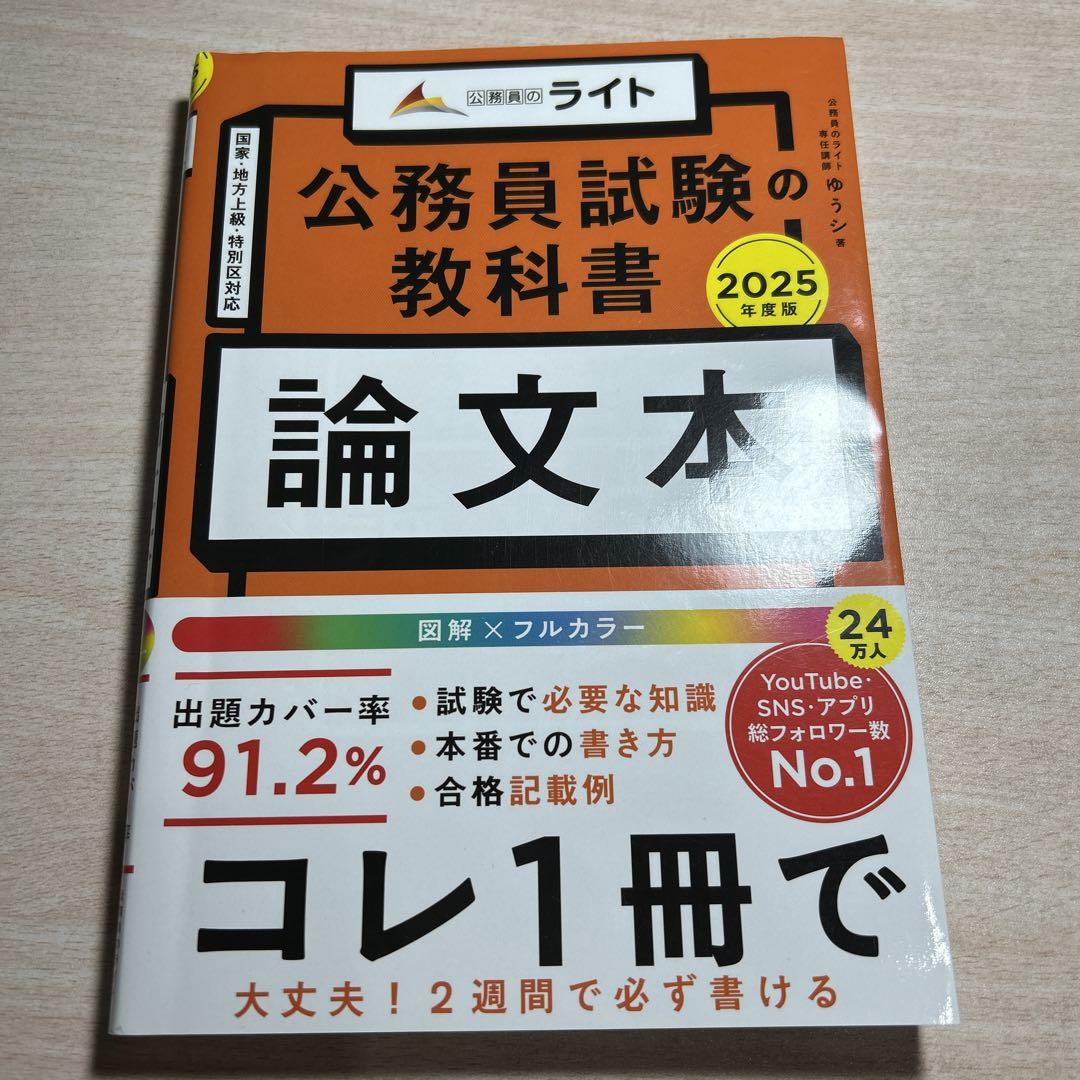 公務員のライト
国家・地方上級・特別区対応
公務員試験の
教科書
公務員のライト
専任講師 ゆうシ 著
2025
年度版
論文本
図解×フルカラー
24
万人
出題カバー率
91.2%
・試験で必要な知識
・本番での書き方
・合格記載例
YouTube・
SNS・アプリ
総フォロワー数
No.1
コレ1冊で
大丈夫！2週間で必ず書ける